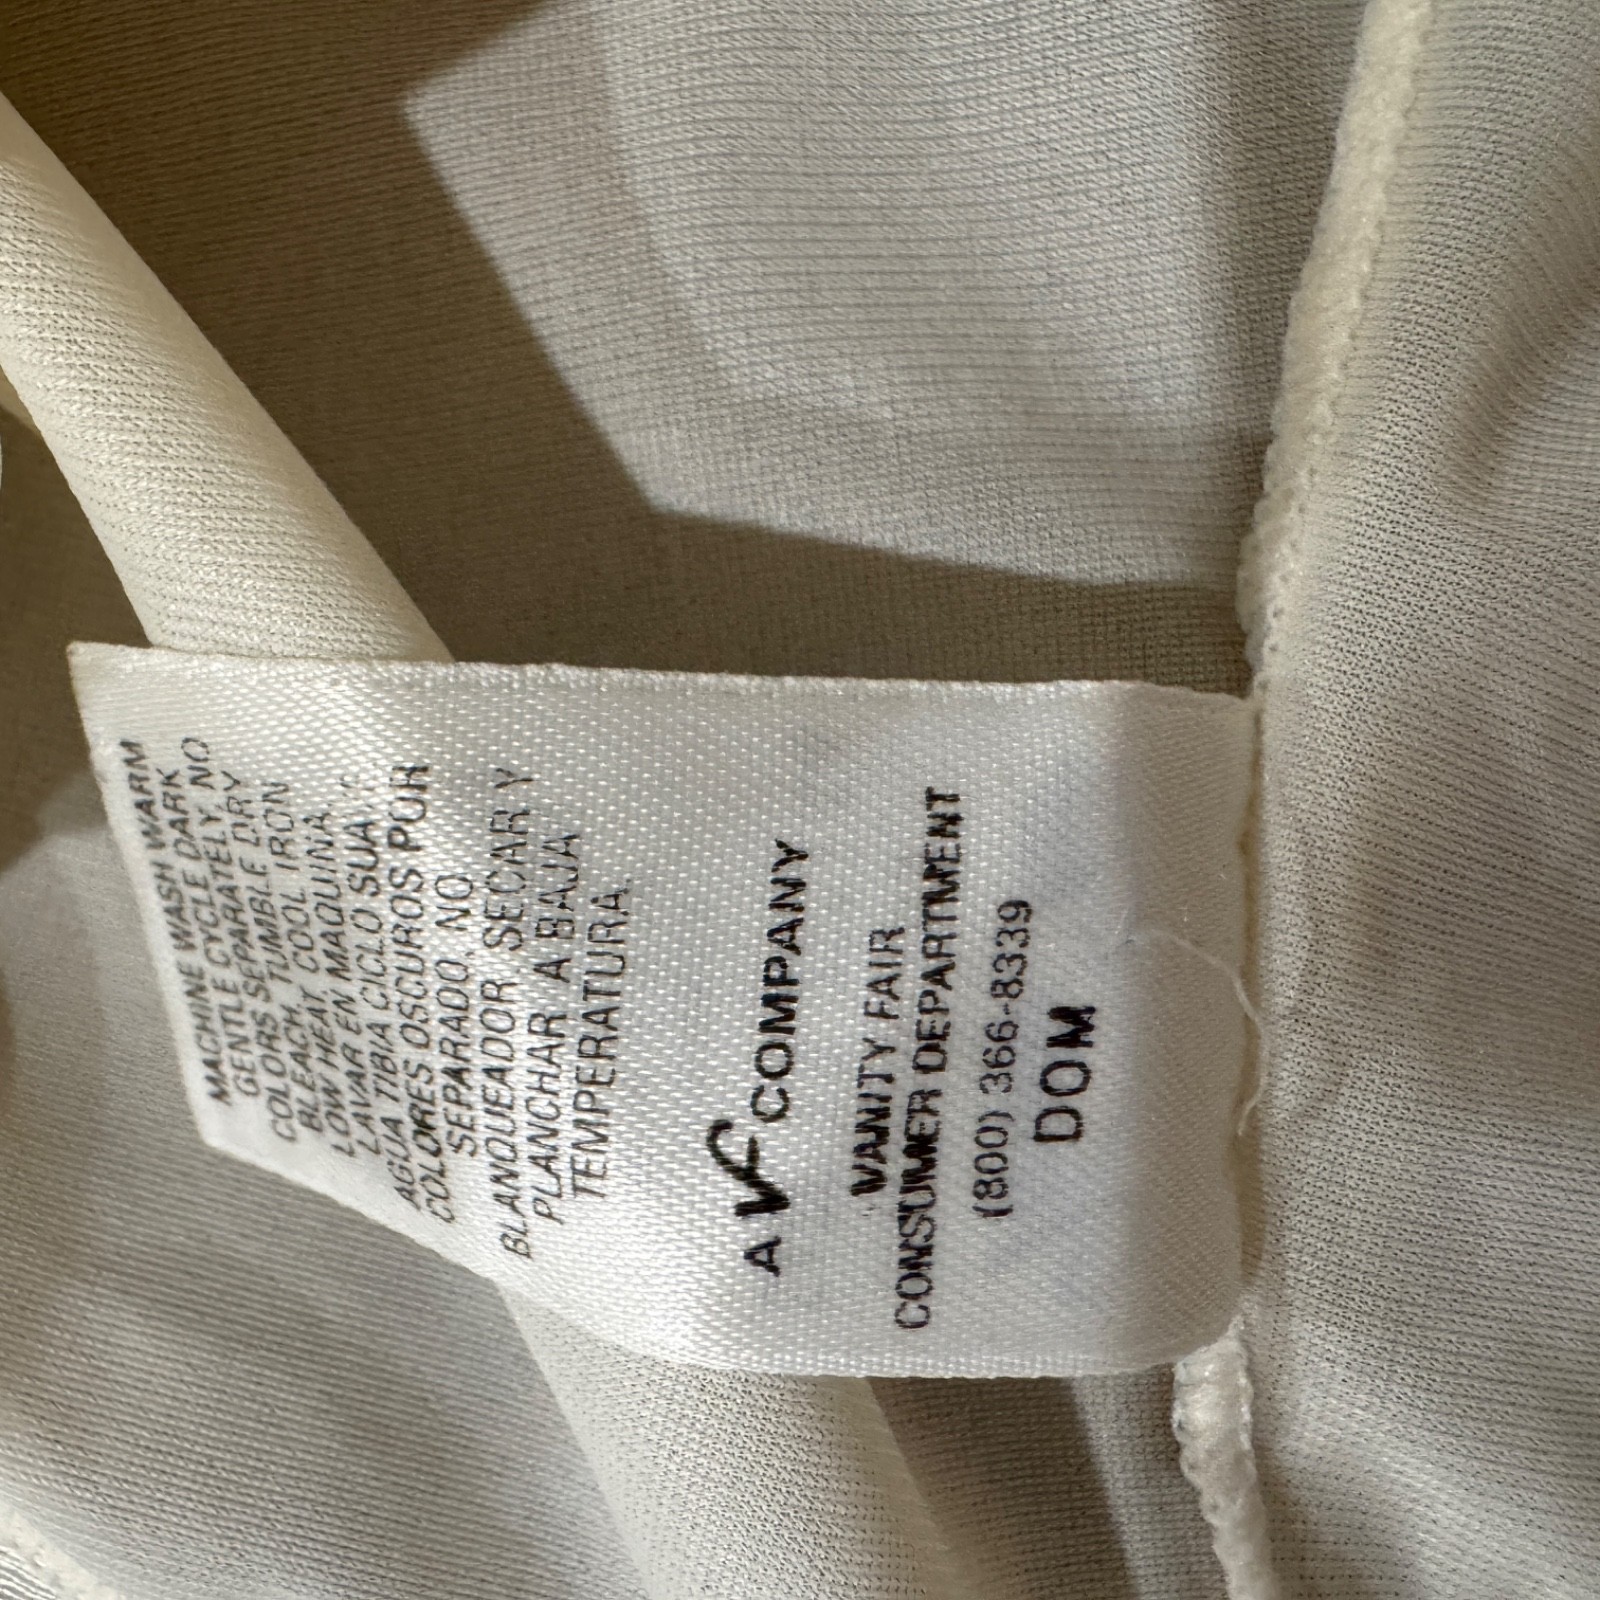 MACHINE WASH WARM
GENTLE CYCLE DARK
COLORS SEPARATELY, NO
BLEACH, TUMBLE DRY
LOW HEAT, COOL IRON
LAVAR EN MAQUINA
AGUA TIBIA CICLO SUA
COLORES OSCUROS POR
SEPARADO, NO
BLANQUEADOR, SECAR Y
PLANCHAR A BAJA
TEMPERATURA.
A VF COMPANY
VANITY FAIR
CONSUMER DEPARTMENT
(800) 366-8339
DOM